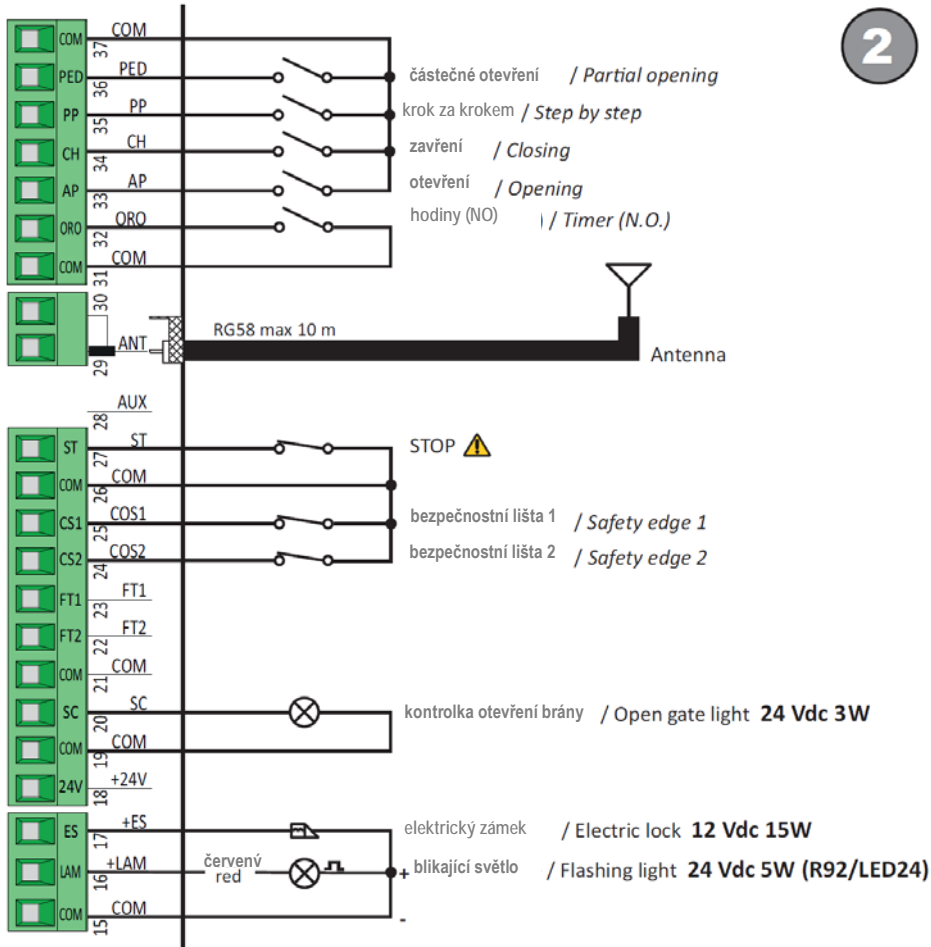 2
COM 37 COM
PED 36 PED částečné otevření / Partial opening
PP 35 PP krok za krokem / Step by step
CH 34 CH zavření / Closing
AP 33 AP otevření / Opening
ORO 32 ORO hodiny (NO) ) / Timer (N.O.)
COM 31 COM
30
29 ANT RG58 max 10 m Antenna
28 AUX
ST 27 ST STOP
COM 26 COM
CS1 25 COS1 bezpečnostní lišta 1 / Safety edge 1
CS2 24 COS2 bezpečnostní lišta 2 / Safety edge 2
FT1 23 FT1
FT2 22 FT2
COM 21 COM
SC 20 SC kontrolka otevření brány / Open gate light 24 Vdc 3W
COM 19 COM
24V 18 +24V
ES 17 +ES elektrický zámek / Electric lock 12 Vdc 15W
LAM 16 +LAM červený + blikající světlo / Flashing light 24 Vdc 5W (R92/LED24)
red
COM 15 COM -